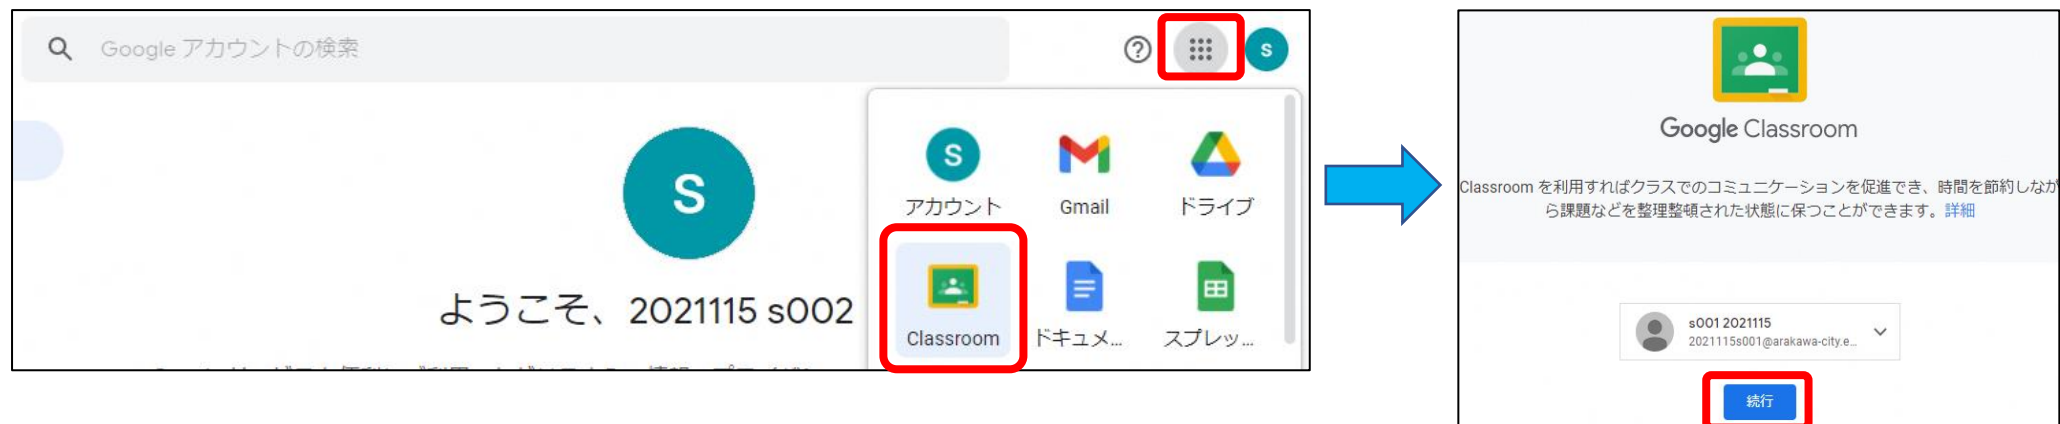 Google アカウントの検索
S
S
ようこそ、2021115 s002
S
アカウント
Gmail
ドライブ
Classroom
ドキュメ...
スプレッ...
Google Classroom
Classroom を利用すればクラスでのコミュニケーションを促進でき、時間を節約しなが
ら課題などを整理整頓された状態に保つことができます。詳細
s001 2021115
2021115s001@arakawa-city.e...
続行